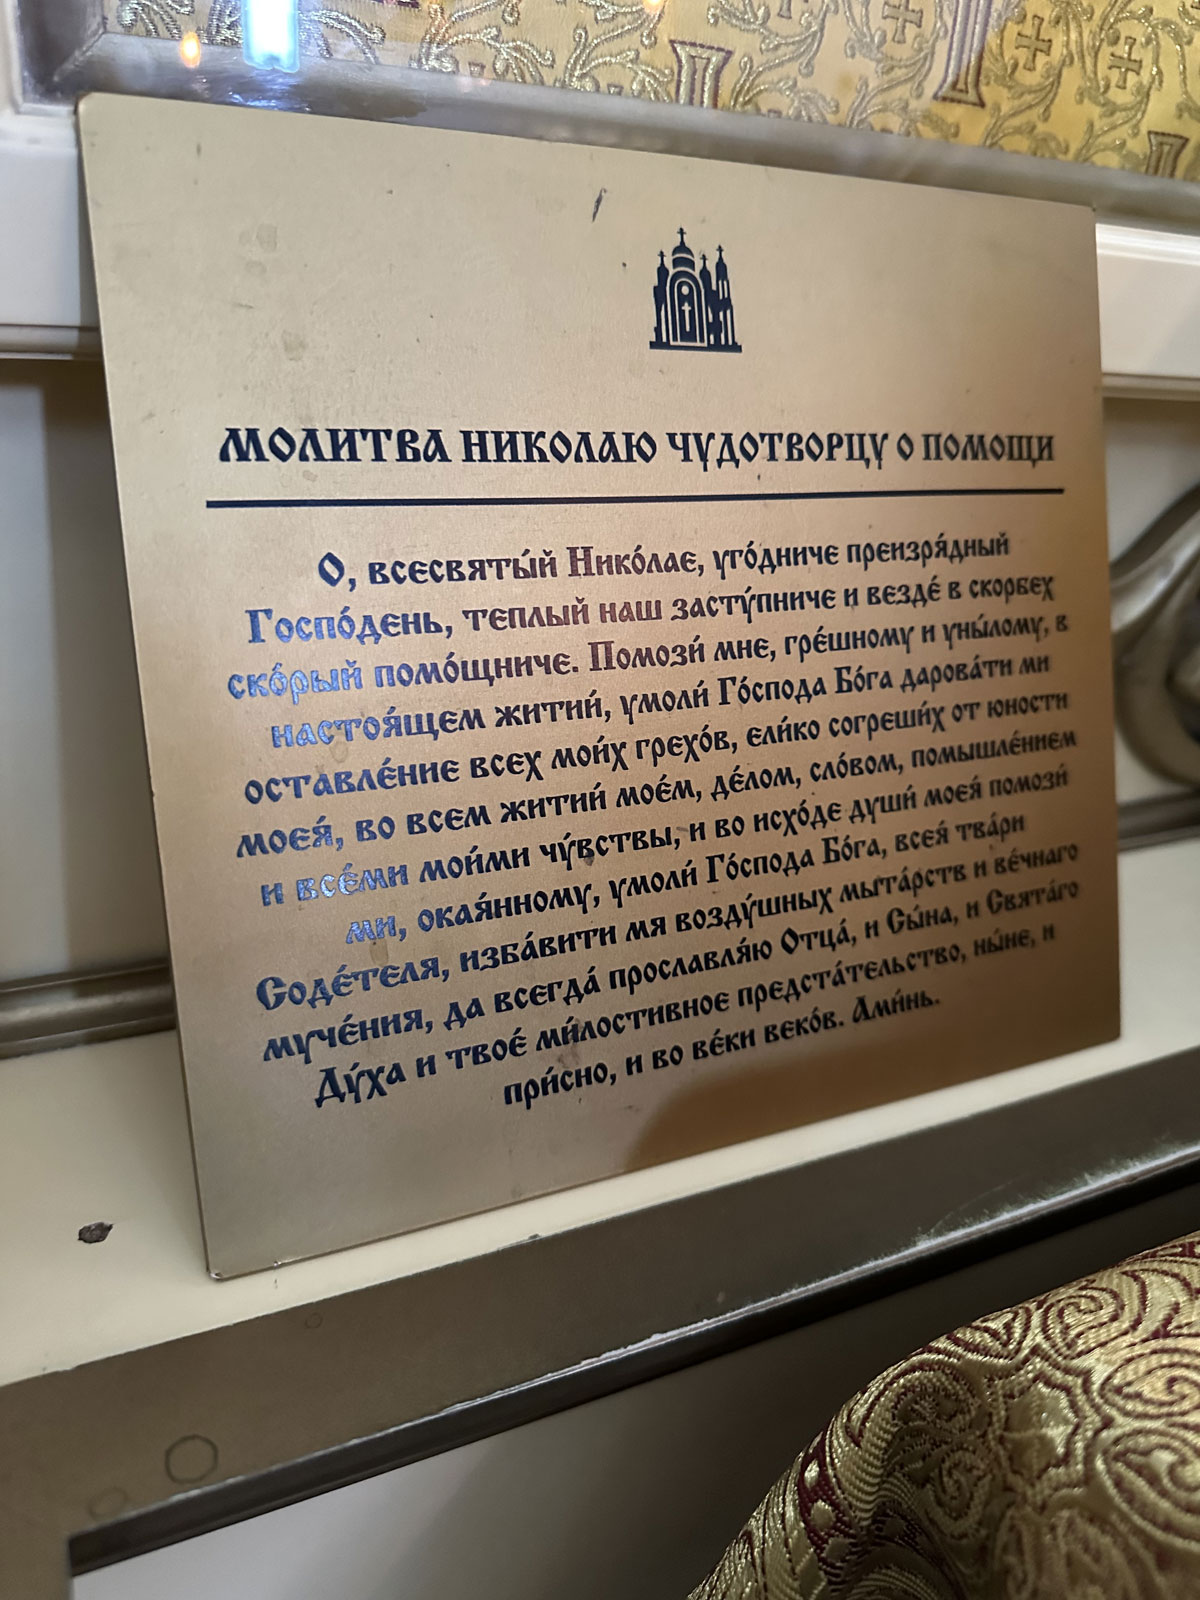 МОЛИТВА НИКОЛАЮ ЧУДОТВОРЦУ О ПОМОЩИ
О, всесвяты́й Нико́лае, уго́дниче преизря́дный
Госпо́день, теплый наш засту́пниче и везде́ в скорбех
ско́рый помо́щниче. Помози́ мне, гре́шному и уны́лому, в
настоя́щем житии́, умоли́ Го́спода Бо́га дарова́ти ми
оставле́ние всех мои́х грехо́в, ели́ко согреши́х от юности
моея́, во всем житии́ мое́м, де́лом, сло́вом, помышле́нием
и все́ми мои́ми чу́вствы, и во исхо́де души́ моея́ помози́
ми, окая́нному, умоли́ Го́спода Бо́га, всея́ тва́ри
Соде́теля, изба́вити мя возду́шных мыта́рств и ве́чнаго
муче́ния, да всегда́ прославля́ю Отца́, и Сы́на, и Свята́го
Ду́ха и твое́ ми́лостивное предста́тельство, ны́не, и
при́сно, и во ве́ки веко́в. Ами́нь.